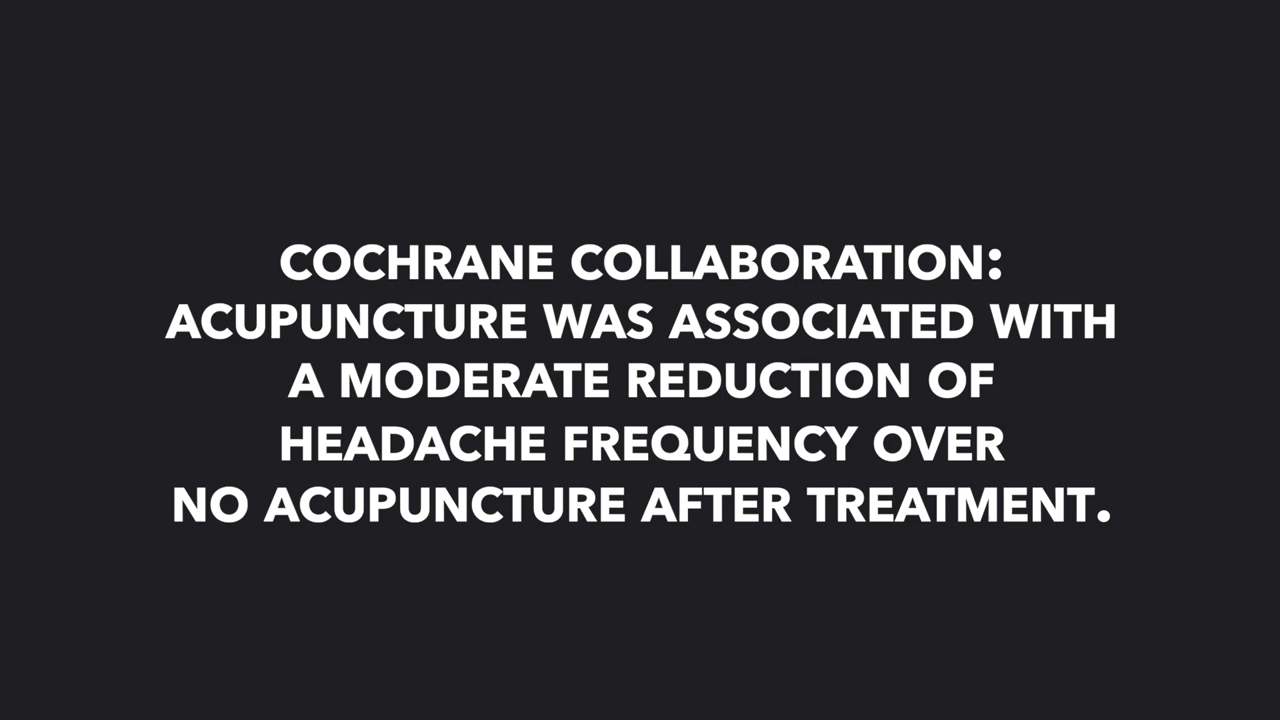 COCHRANE COLLABORATION:
ACUPUNCTURE WAS ASSOCIATED WITH
A MODERATE REDUCTION OF
HEADACHE FREQUENCY OVER
NO ACUPUNCTURE AFTER TREATMENT.